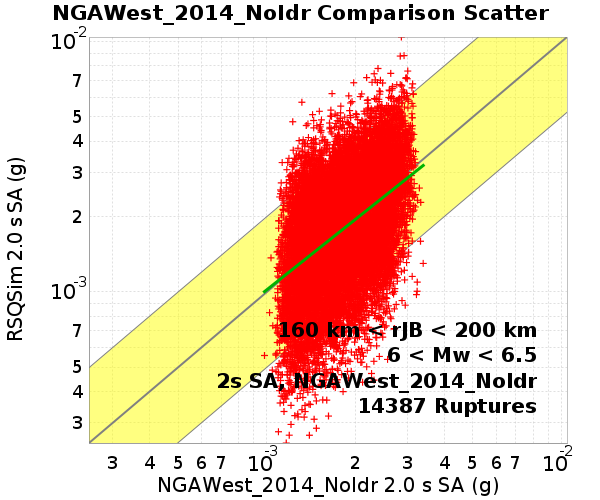 NGAWest_2014_NoIdr Comparison Scatter
10-2
7
5
4
3
2
10-3
7
5
4
3
RSQSim 2.0 s SA (g)
160 km < rJB < 200 km
6 < Mw < 6.5
2s SA, NGAWest_2014_NoIdr
14387 Ruptures
3 4 5 6 7 10-3 2 3 4 5 6 7 10-2
NGAWest_2014_NoIdr 2.0 s SA (g)